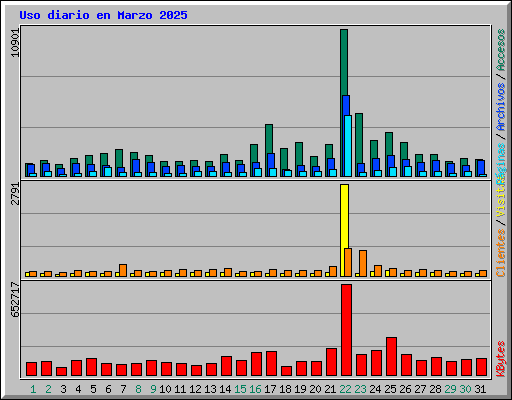 Uso diario en Marzo 2025
10901
2791
652717
Accesos / Archivos / Páginas
Visitas / Clientes
KBytes
1 2 3 4 5 6 7 8 9 10 11 12 13 14 15 16 17 18 19 20 21 22 23 24 25 26 27 28 29 30 31